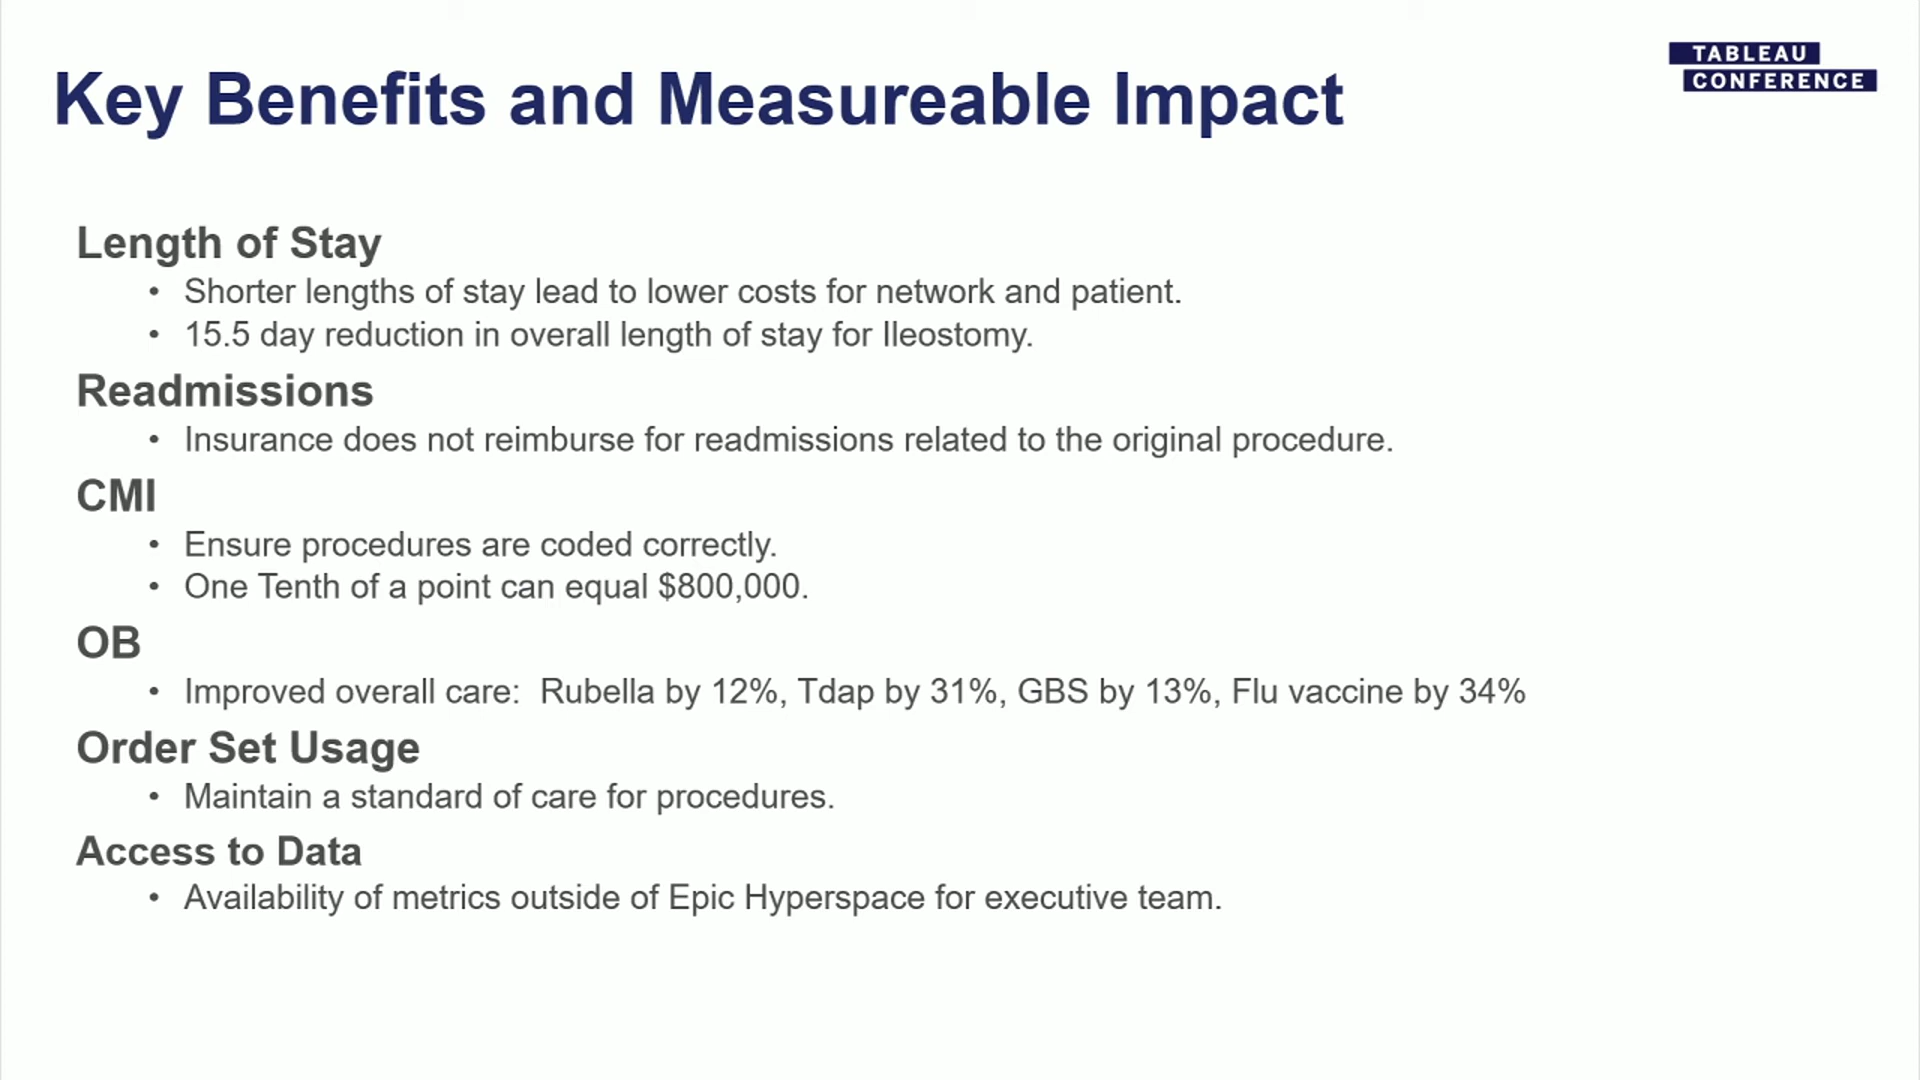 TABLEAU
CONFERENCE
Key Benefits and Measureable Impact
Length of Stay
• Shorter lengths of stay lead to lower costs for network and patient.
• 15.5 day reduction in overall length of stay for Ileostomy.
Readmissions
• Insurance does not reimburse for readmissions related to the original procedure.
CMI
• Ensure procedures are coded correctly.
• One Tenth of a point can equal $800,000.
OB
• Improved overall care:  Rubella by 12%, Tdap by 31%, GBS by 13%, Flu vaccine by 34%
Order Set Usage
• Maintain a standard of care for procedures.
Access to Data
• Availability of metrics outside of Epic Hyperspace for executive team.